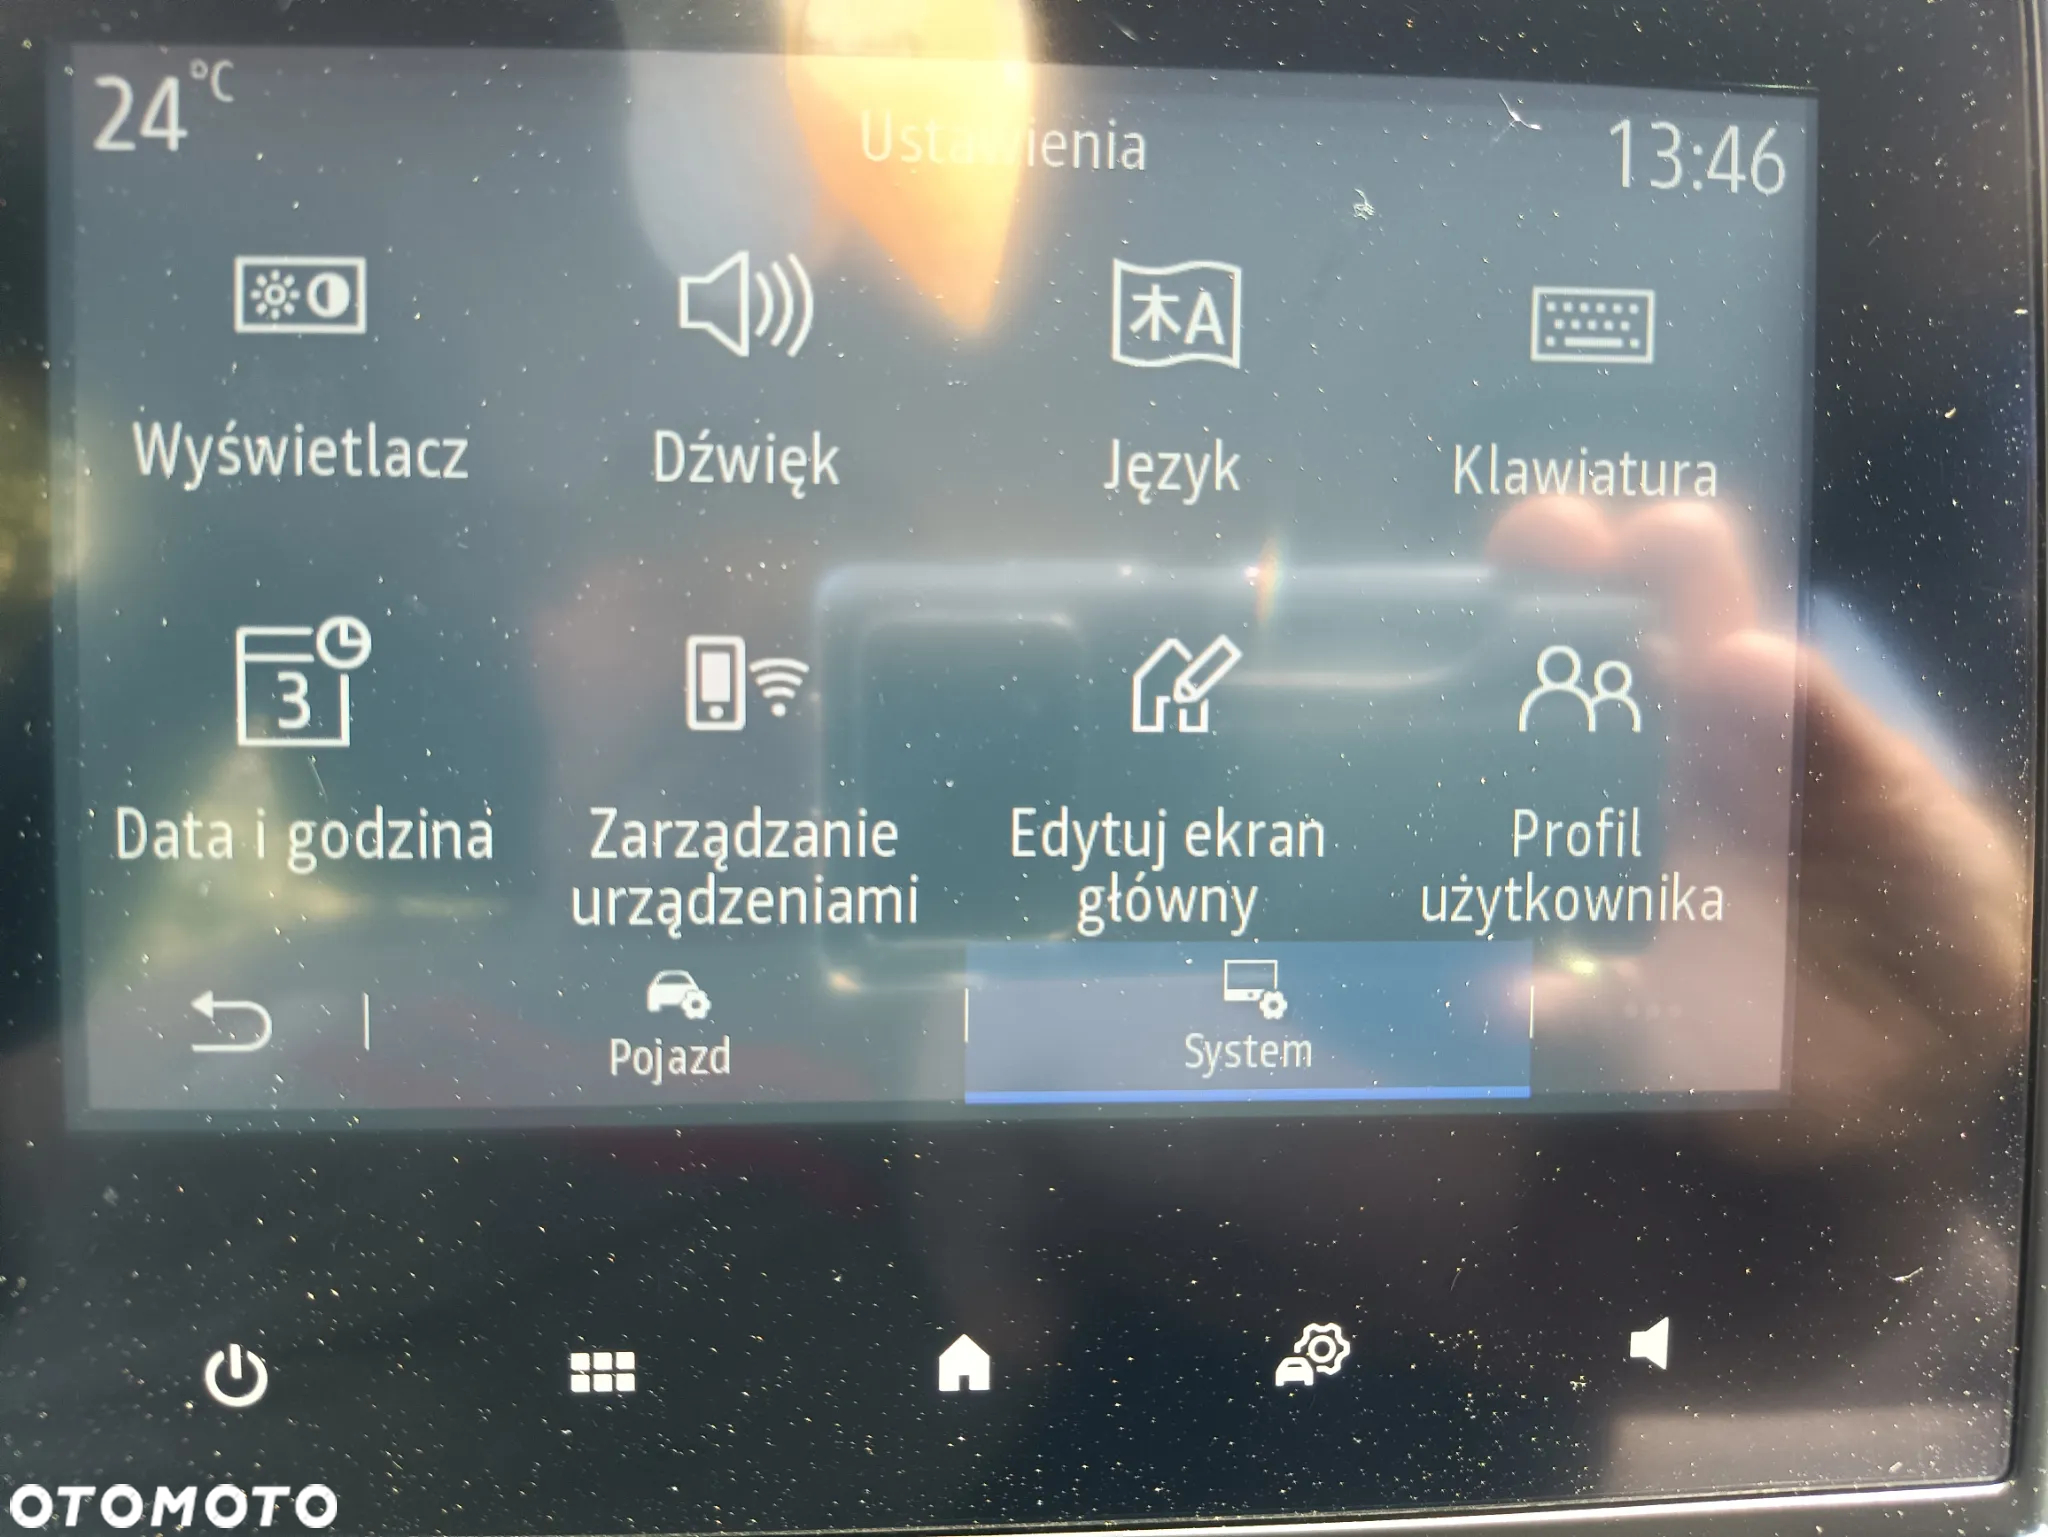 24°C
Ustawienia
13:46
Wyświetlacz
Dźwięk
Język
Klawiatura
3
Data i godzina
Zarządzanie
urządzeniami
Edytuj ekran
główny
Profil
użytkownika
Pojazd
System
OTOMOTO